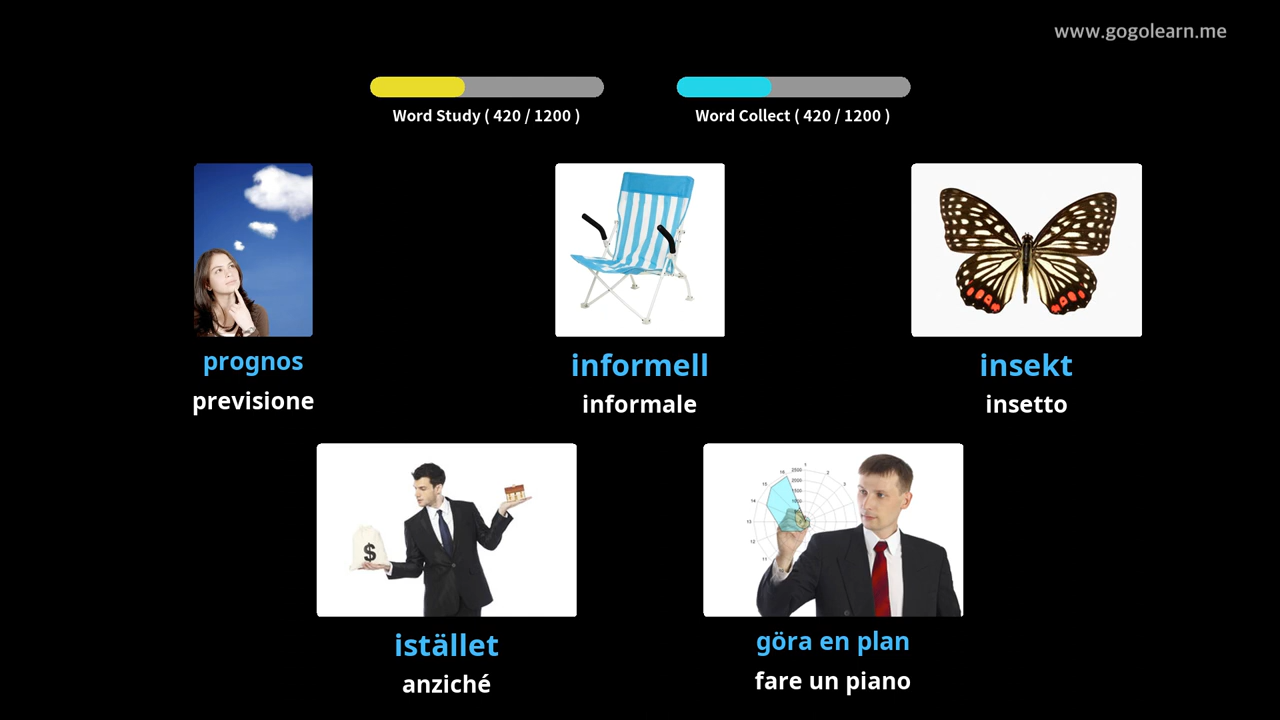 www.gogolearn.me
Word Study ( 420 / 1200 )
Word Collect ( 420 / 1200 )
prognos
previsione
informell
informale
insekt
insetto
$
istället
anziché
göra en plan
fare un piano